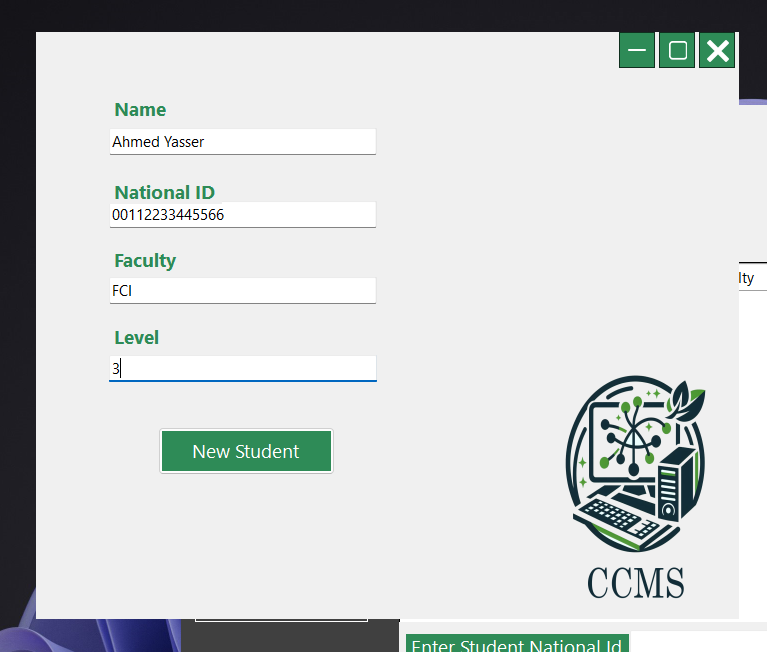 Name
Ahmed Yasser
National ID
00112233445566
Faculty
lty
FCI
Level
3
New Student
CCMS
Enter Student National Id